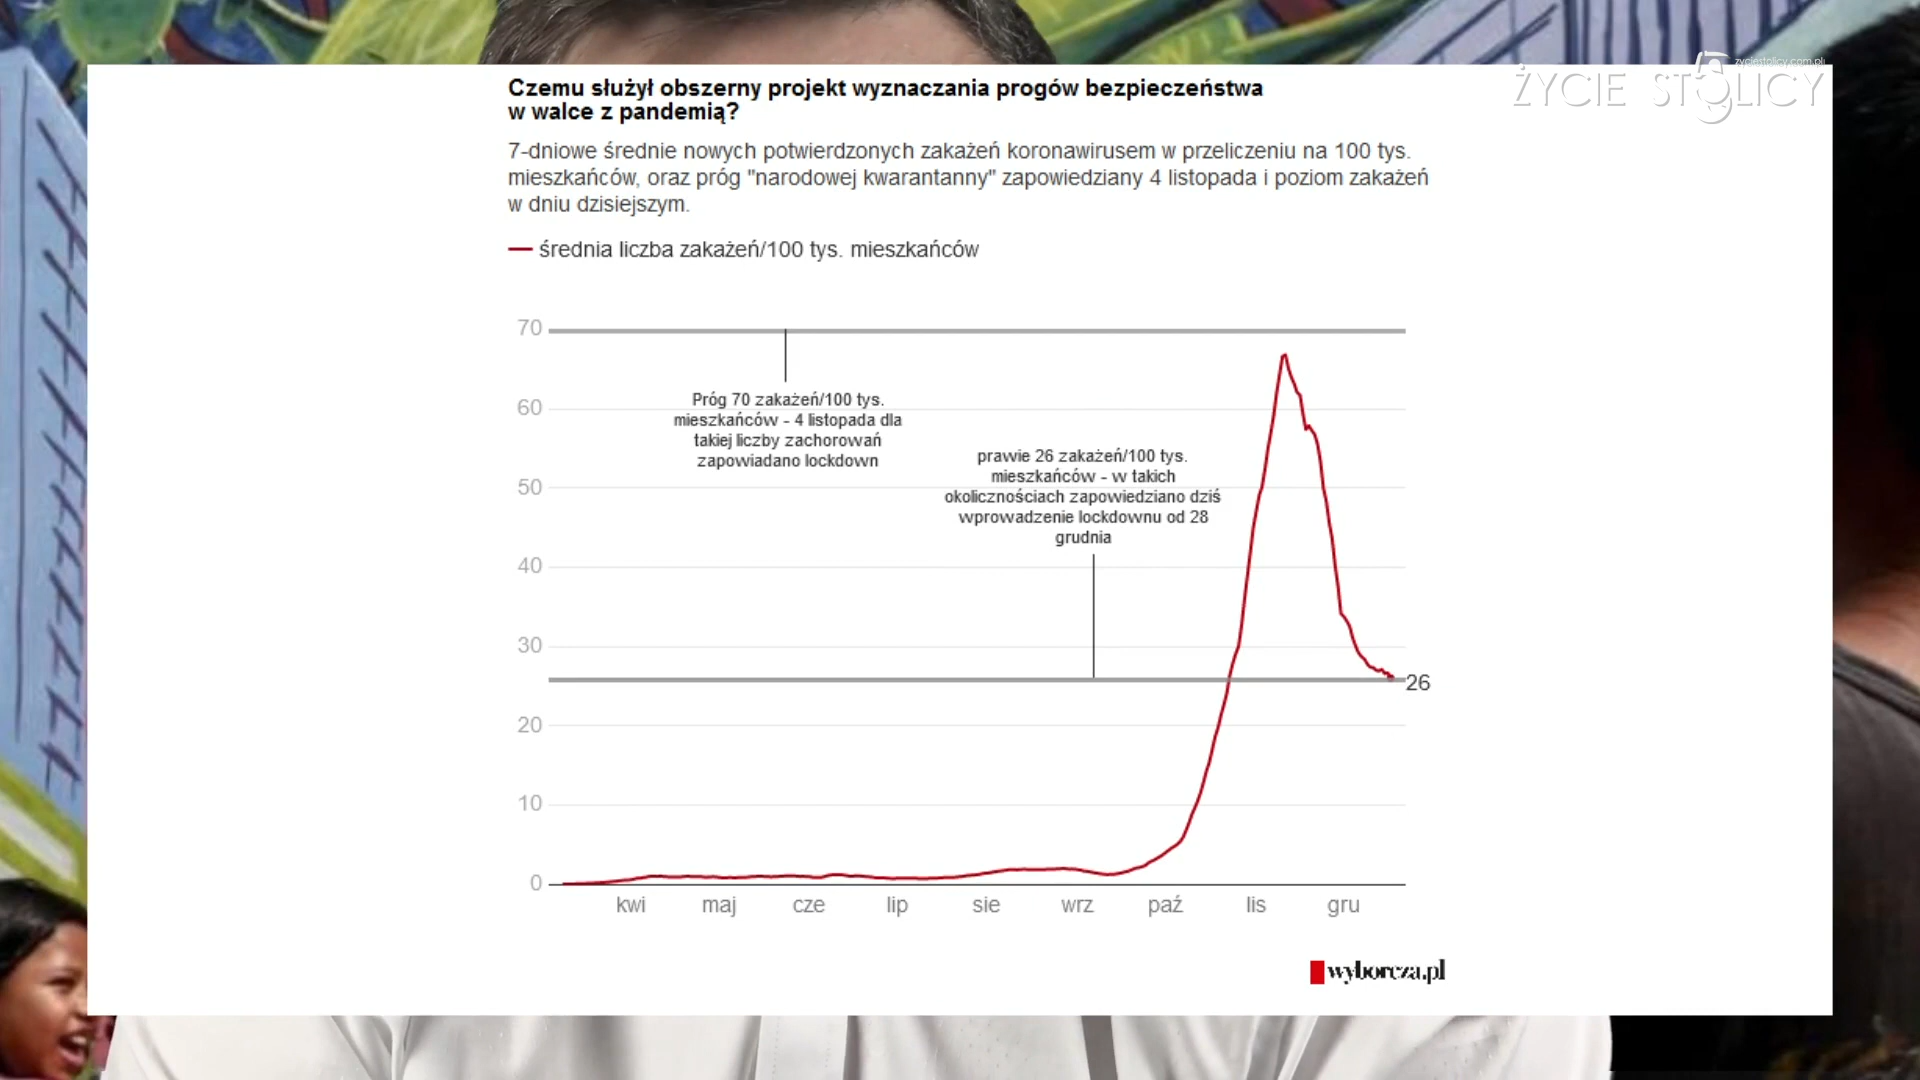 życiestolicy.com.pl
ŻYCIE STOLICY
Czemu służył obszerny projekt wyznaczania progów bezpieczeństwa
w walce z pandemią?
7-dniowe średnie nowych potwierdzonych zakażeń koronawirusem w przeliczeniu na 100 tys.
mieszkańców, oraz próg "narodowej kwarantanny" zapowiedziany 4 listopada i poziom zakażeń
w dniu dzisiejszym.
średnia liczba zakażeń/100 tys. mieszkańców
70
Próg 70 zakażeń/100 tys.
mieszkańców - 4 listopada dla
takiej liczby zachorowań
zapowiadano lockdown
60
prawie 26 zakażeń/100 tys.
mieszkańców - w takich
okolicznościach zapowiedziano dziś
wprowadzenie lockdownu od 28
grudnia
50
40
30
26
20
10
0
kwi maj cze lip sie wrz paź lis gru
wyborcza.pl